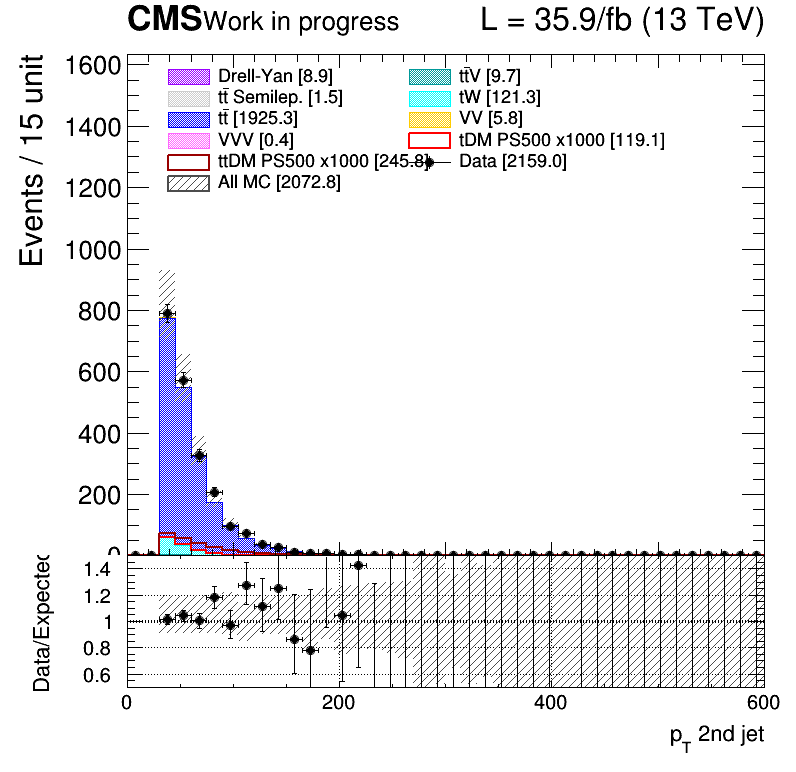 CMS Work in progress L = 35.9/fb (13 TeV)
Events / 15 unit
1600
1400
1200
1000
800
600
400
200
0
Drell-Yan [8.9]
tt̄V [9.7]
tt̄ Semilep. [1.5]
tW [121.3]
tt̄ [1925.3]
VV [5.8]
VVV [0.4]
tDM PS500 x1000 [119.1]
ttDM PS500 x1000 [245.8]
Data [2159.0]
All MC [2072.8]
Data/Expected
1.4
1.2
1
0.8
0.6
0 200 400 600
pT 2nd jet